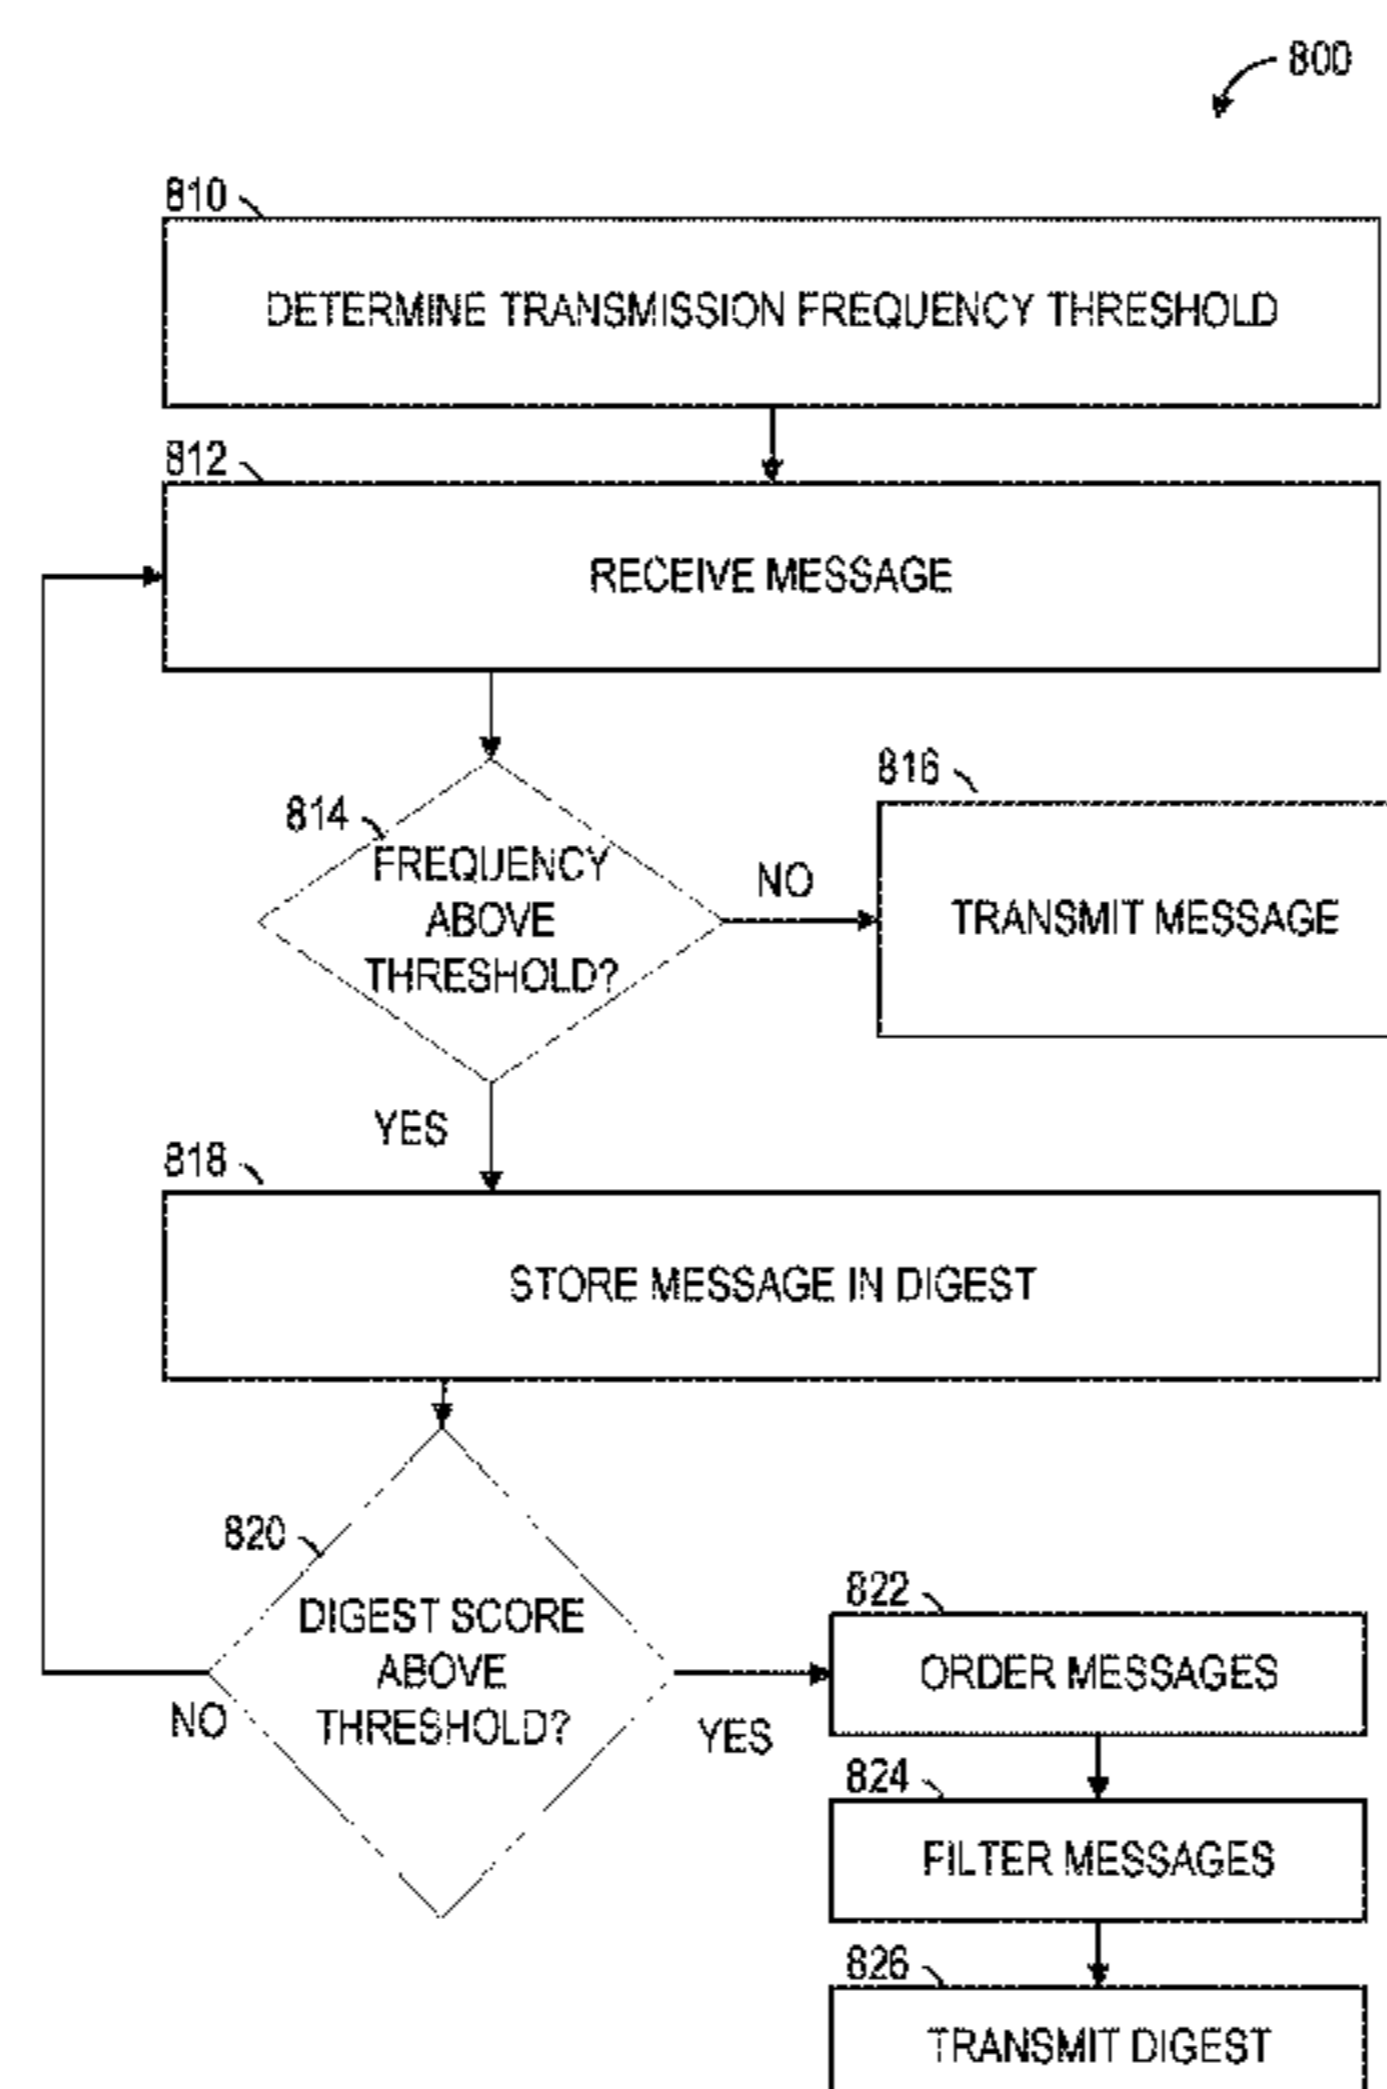 800
810
DETERMINE TRANSMISSION FREQUENCY THRESHOLD
812
RECEIVE MESSAGE
814
FREQUENCY
ABOVE
THRESHOLD?
NO
816
TRANSMIT MESSAGE
YES
818
STORE MESSAGE IN DIGEST
820
DIGEST SCORE
ABOVE
THRESHOLD?
NO
YES
822
ORDER MESSAGES
824
FILTER MESSAGES
826
TRANSMIT DIGEST